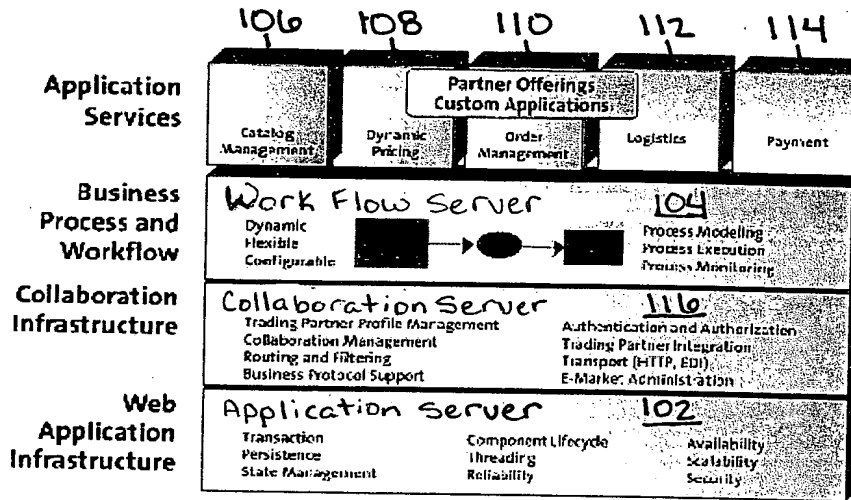 106 108 110 112 114
Application
Services
Partner Offerings
Custom Applications
Catalog
Management
Dynamic
Pricing
Order
Management
Logistics
Payment
Business
Process and
Workflow
Work Flow Server 104
Dynamic
Flexible
Configurable
Process Modeling
Process Execution
Process Monitoring
Collaboration
Infrastructure
Collaboration Server 116
Trading Partner Profile Management
Collaboration Management
Routing and Filtering
Business Protocol Support
Authentication and Authorization
Trading Partner Integration
Transport (HTTP, EDI)
E-Market Administration
Web
Application
Infrastructure
Application Server 102
Transaction
Persistence
State Management
Component Lifecycle
Threading
Reliability
Availability
Scalability
Security